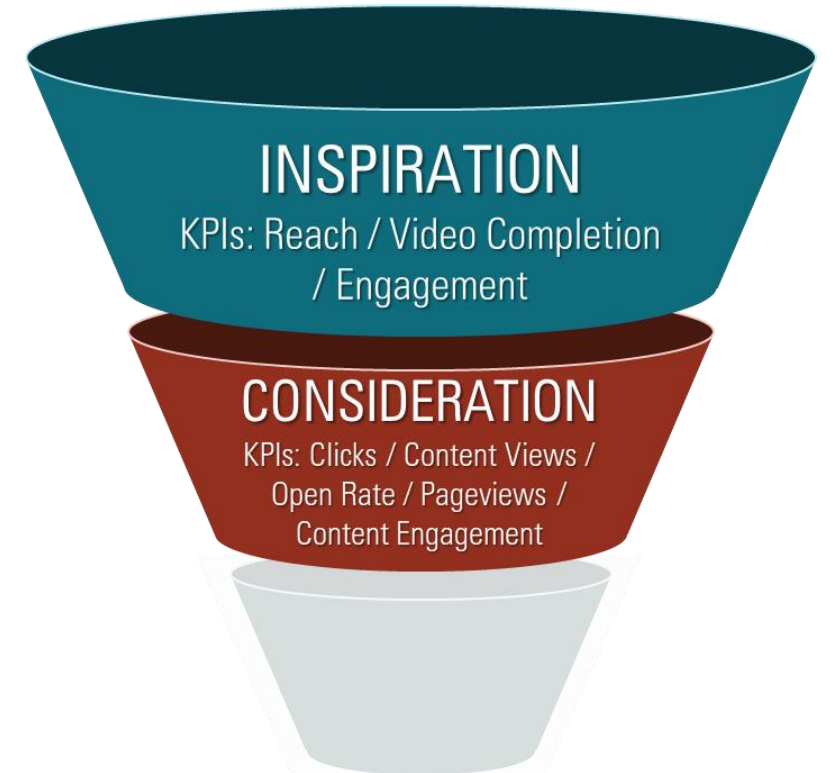 INSPIRATION
KPIs: Reach / Video Completion
/ Engagement
CONSIDERATION
KPIs: Clicks / Content Views /
Open Rate / Pageviews /
Content Engagement